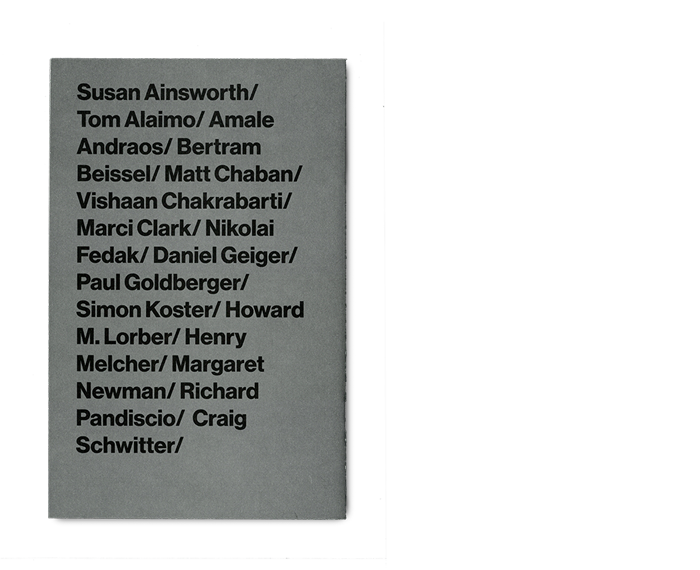 Susan Ainsworth/
Tom Alaimo/ Amale
Andraos/ Bertram
Beissel/ Matt Chaban/
Vishaan Chakrabarti/
Marci Clark/ Nikolai
Fedak/ Daniel Geiger/
Paul Goldberger/
Simon Koster/ Howard
M. Lorber/ Henry
Melcher/ Margaret
Newman/ Richard
Pandiscio/ Craig
Schwitter/